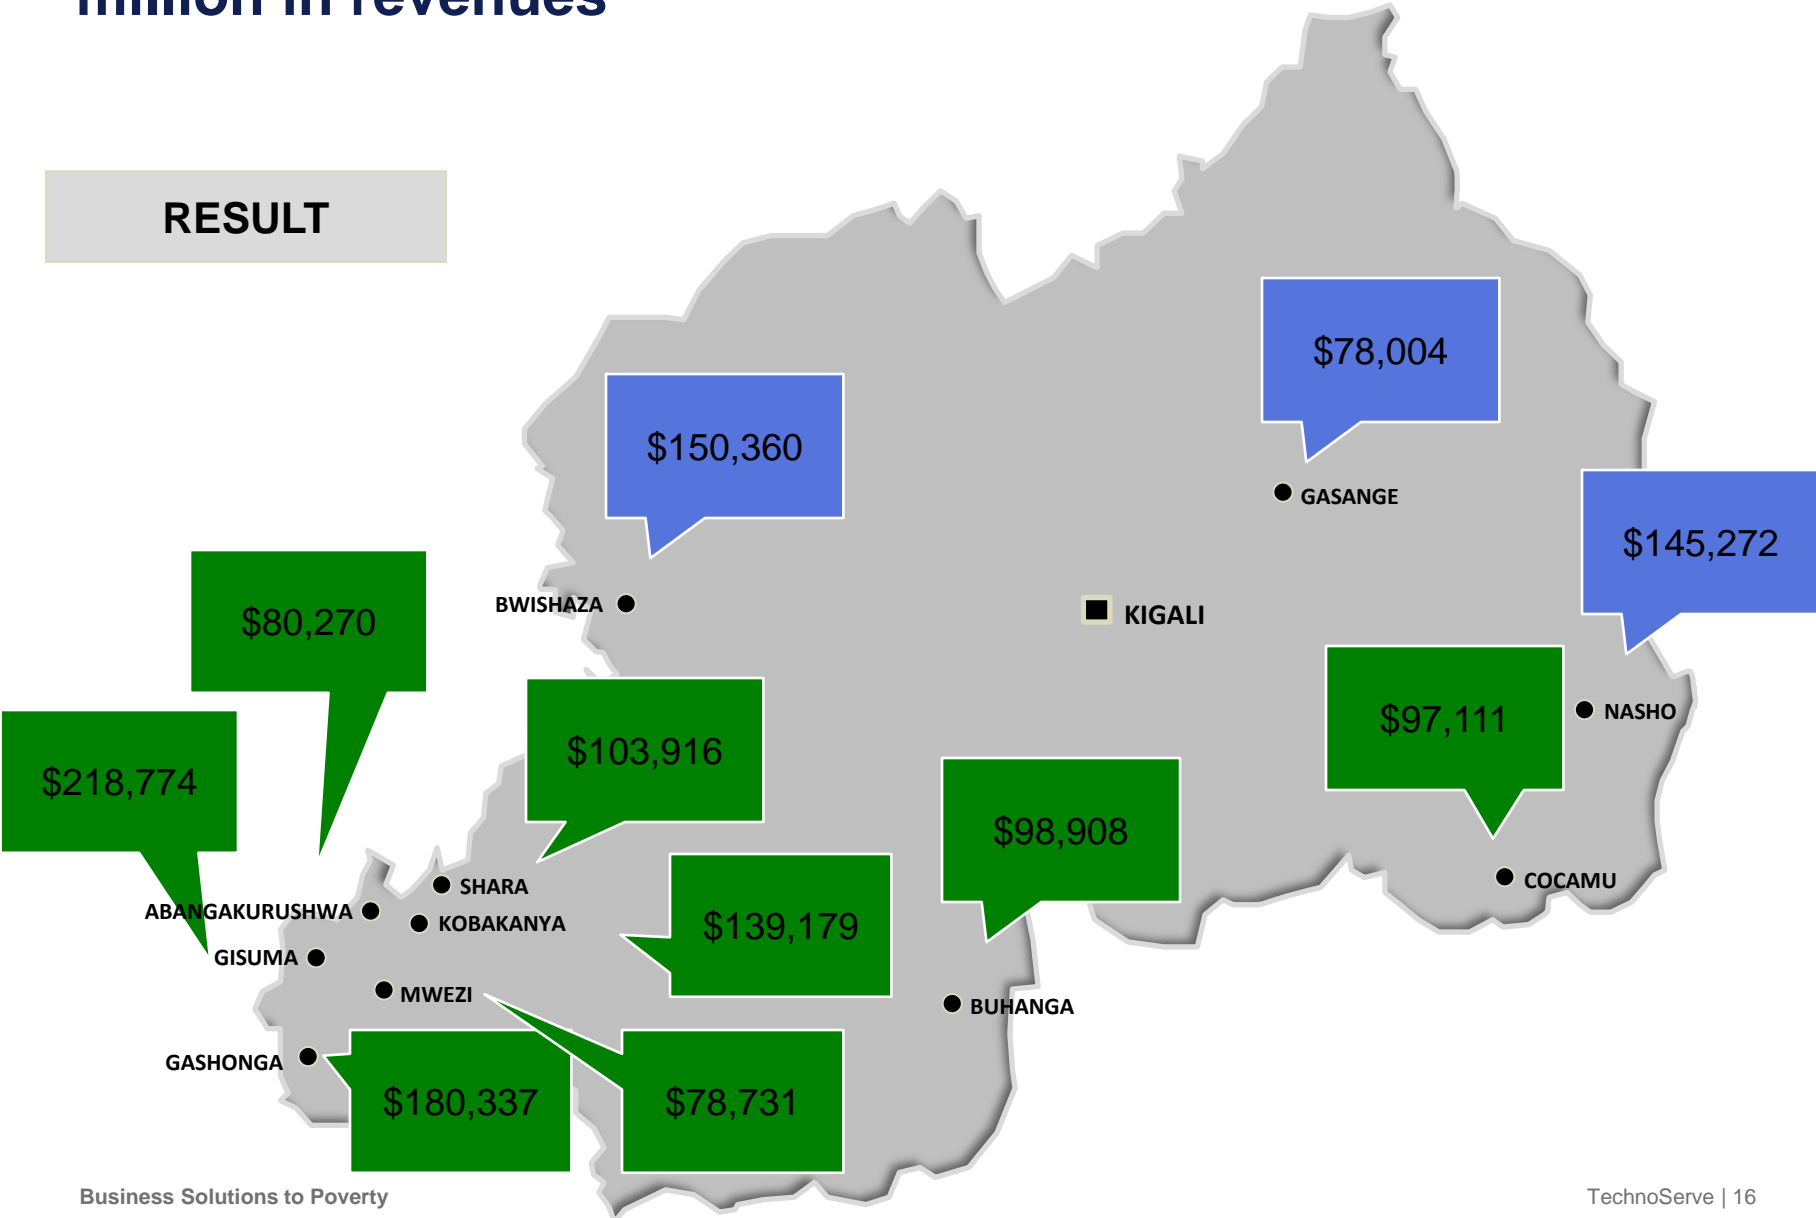 million in revenues
RESULT
$78,004
$150,360
GASANGE
$145,272
BWISHAZA
KIGALI
$80,270
NASHO
$97,111
$103,916
$218,774
$98,908
COCAMU
SHARA
ABANGAKURUSHWA
KOBAKANYA
$139,179
GISUMA
MWEZI
BUHANGA
GASHONGA
$180,337
$78,731
Business Solutions to Poverty
TechnoServe | 16